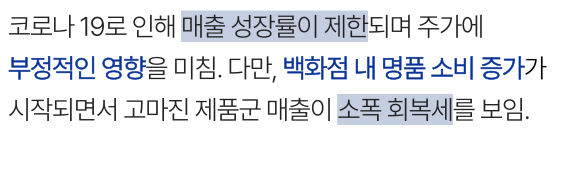 코로나 19로 인해 매출 성장률이 제한되며 주가에
부정적인 영향을 미침. 다만, 백화점 내 명품 소비 증가가
시작되면서 고마진 제품군 매출이 소폭 회복세를 보임.